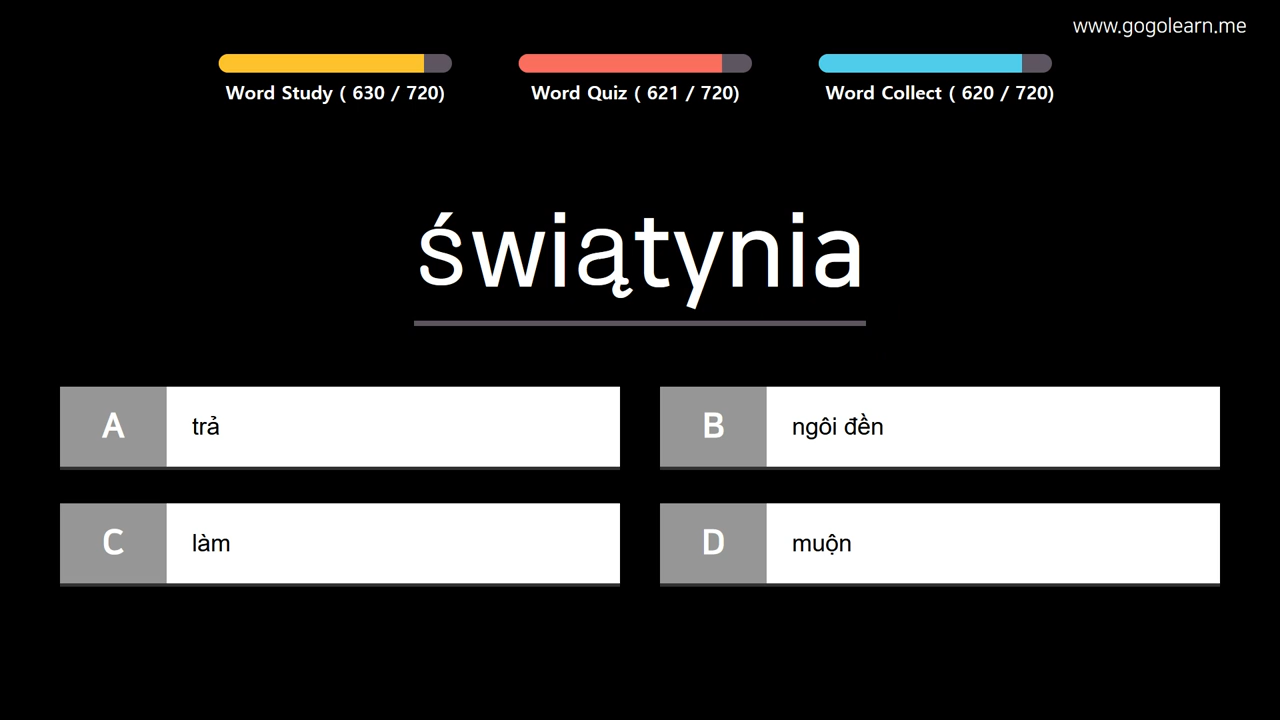 www.gogolearn.me
Word Study ( 630 / 720)
Word Quiz ( 621 / 720)
Word Collect ( 620 / 720)
świątynia
A
trả
B
ngôi đền
C
làm
D
muộn